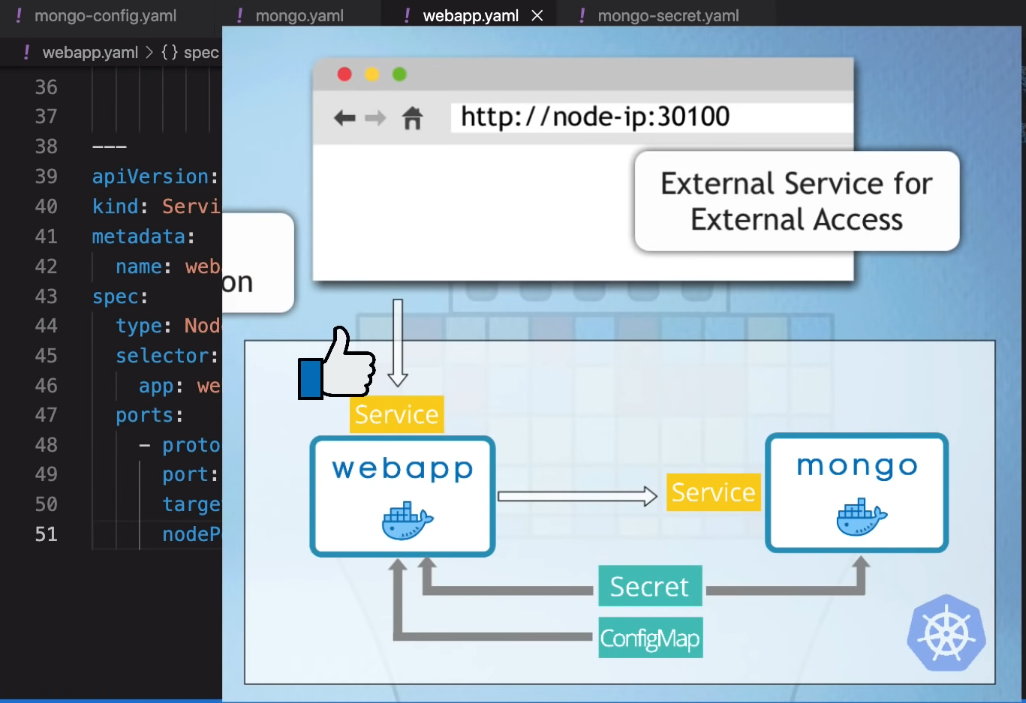 ! mongo-config.yaml ! mongo.yaml ! webapp.yaml × ! mongo-secret.yaml
! webapp.yaml > {} spec
36
37
38 ---
39 apiVersion:
40 kind: Servi
41 metadata:
42 name: web
43 spec:
44 type: Nod
45 selector:
46 app: we
47 ports:
48 - proto
49 port:
50 targe
51 nodeP
on
http://node-ip:30100
External Service for
External Access
Service
webapp
Service
mongo
Secret
ConfigMap